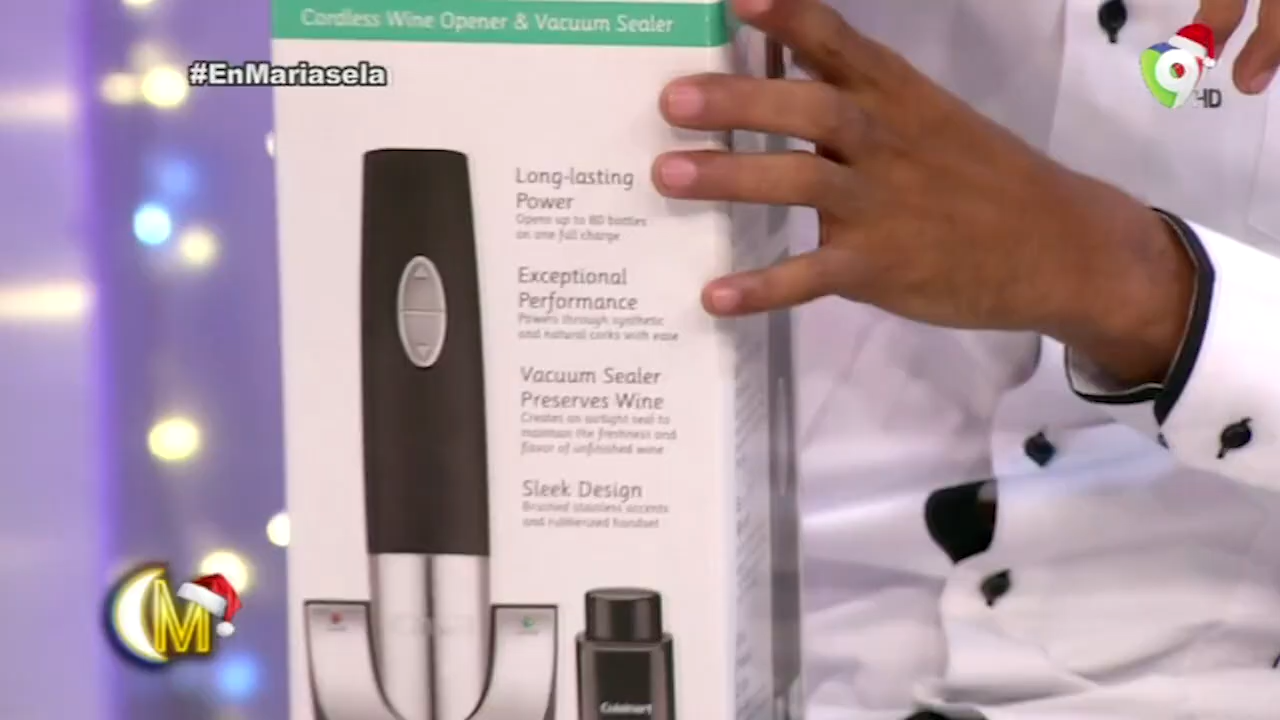 Cordless Wine Opener & Vacuum Sealer
#EnMariasela
9
HD
Long-lasting
Power
Opens up to 80 bottles
on one full charge
Exceptional
Performance
Powers through synthetic
and natural corks with ease
Vacuum Sealer
Preserves Wine
Creates an airtight seal to
maintain the freshness and
flavor of unfinished wine
Sleek Design
Brushed stainless accents
and rubberized handset
M
Cuisinart